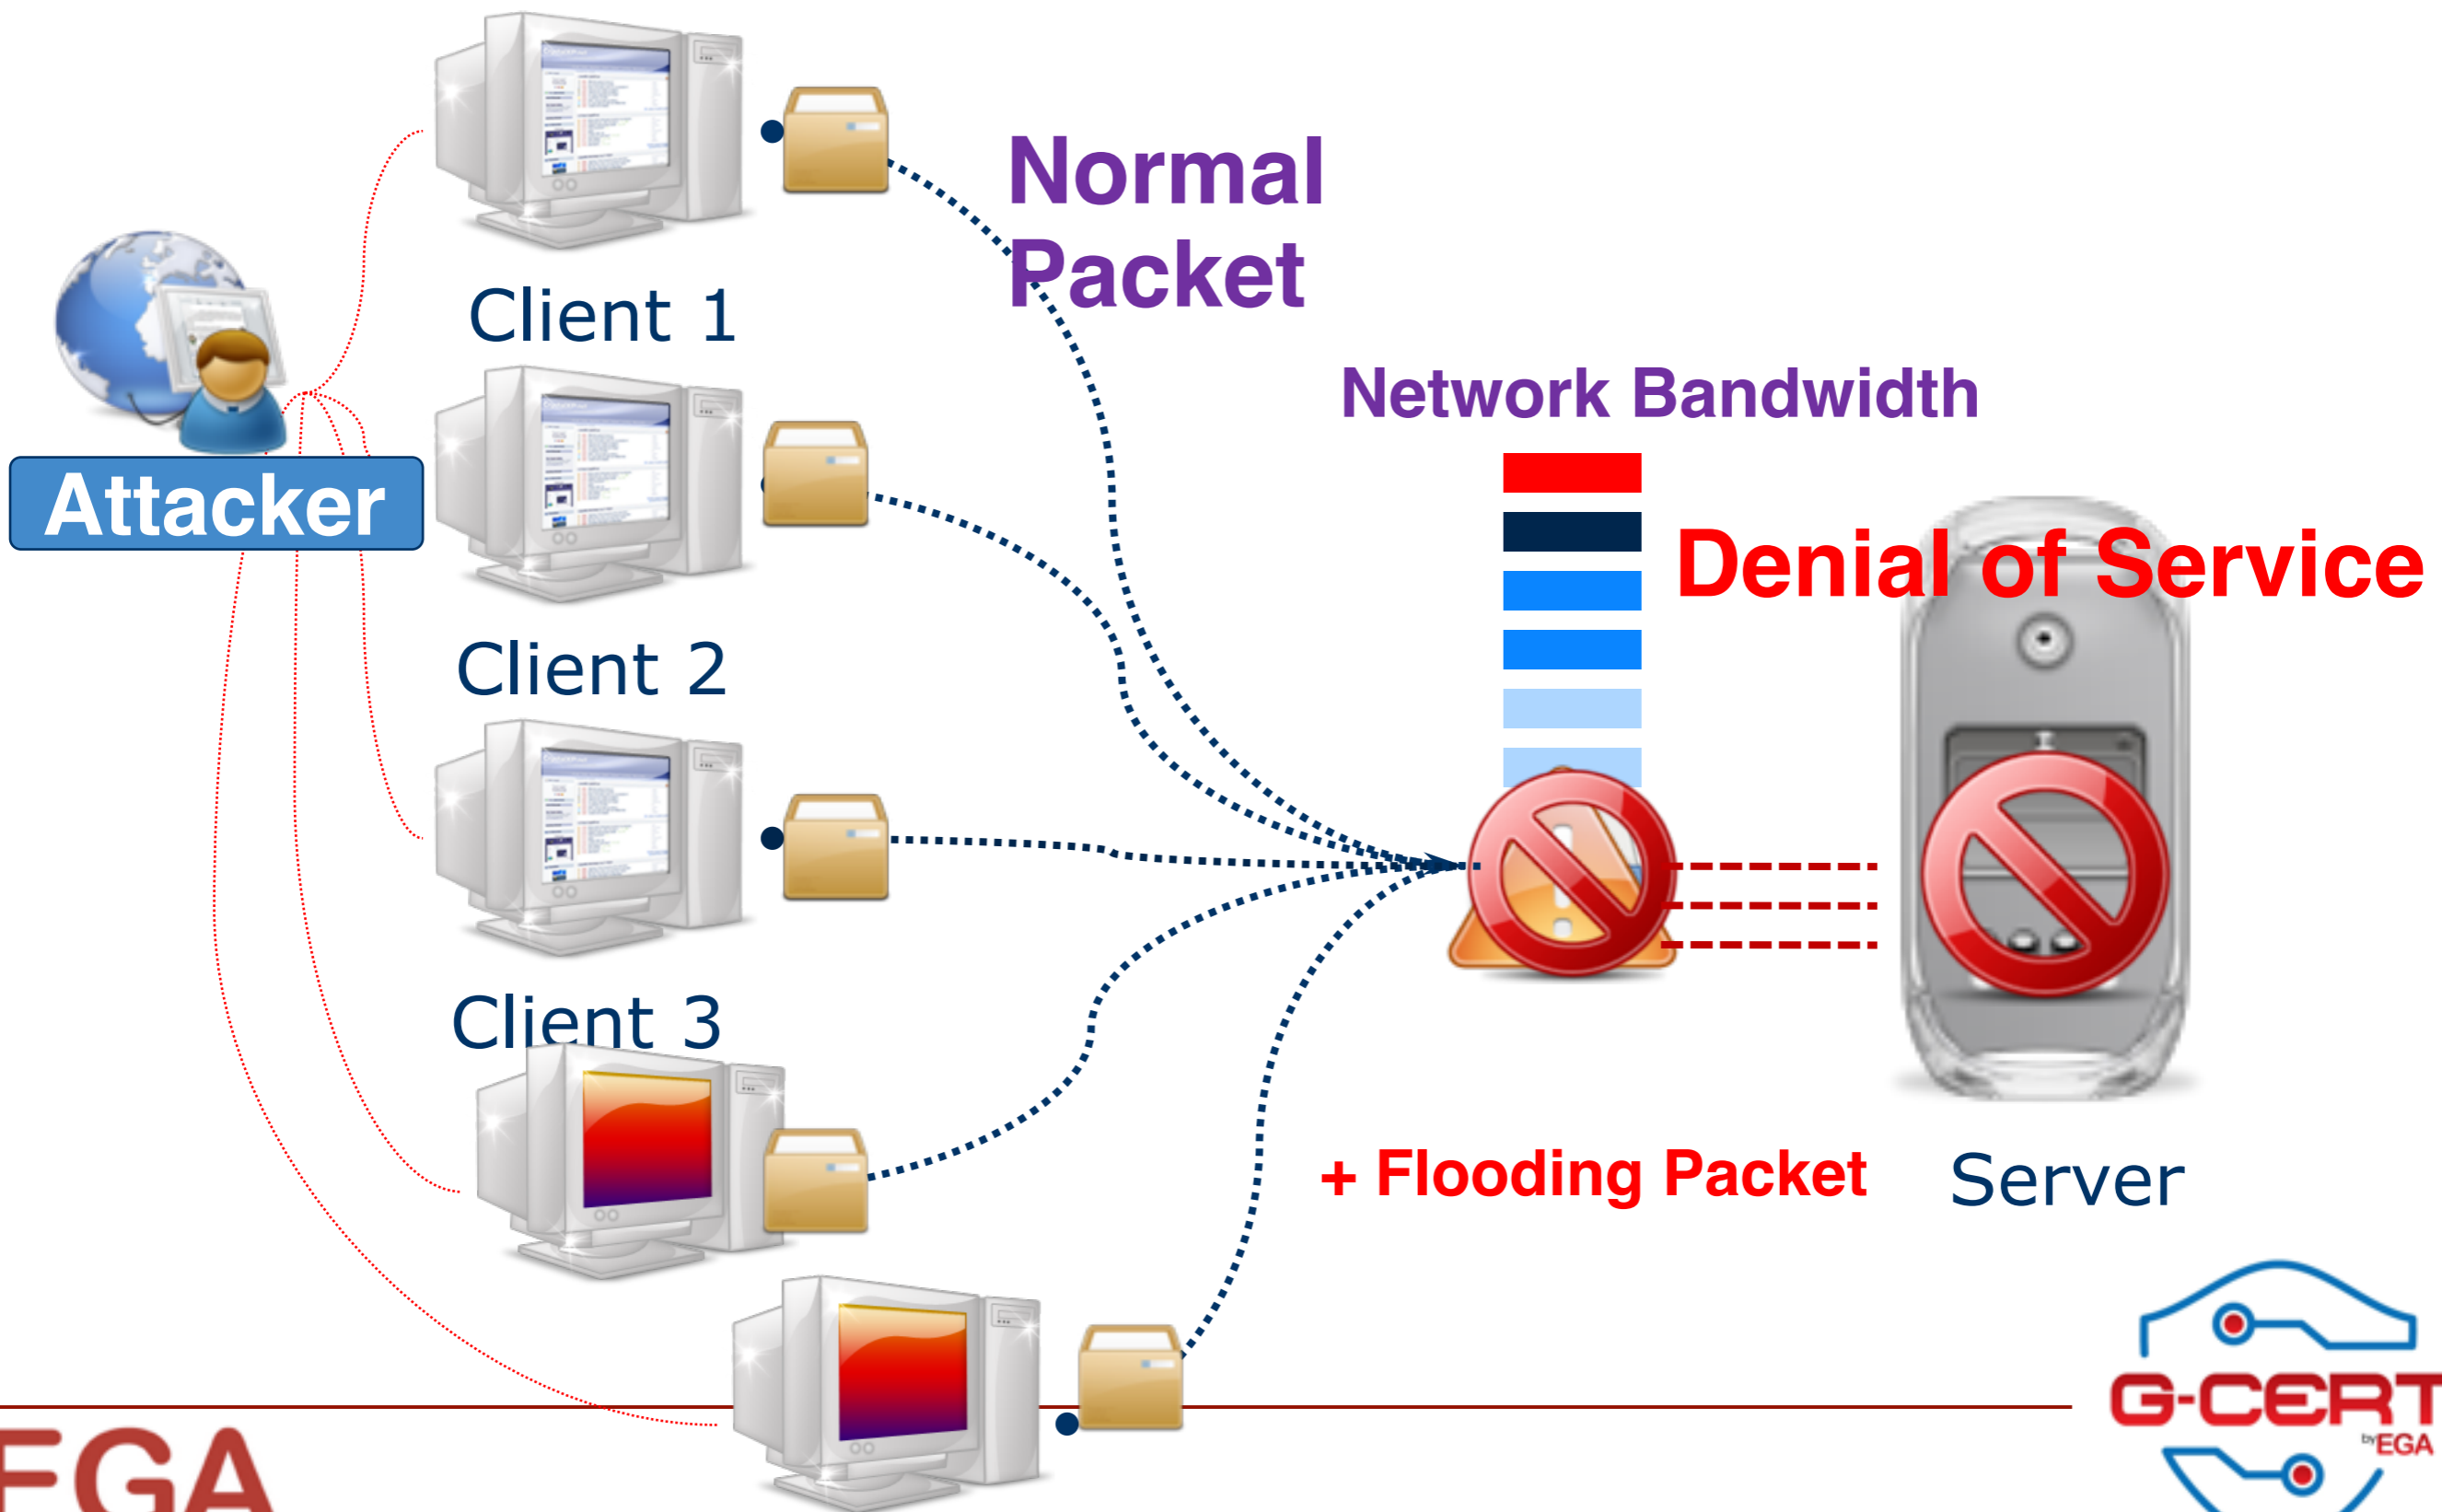 Normal
Packet
Client 1
Network Bandwidth
Attacker
Denial of Service
Client 2
Client 3
+ Flooding Packet
Server
G-CERT
by EGA
EGA